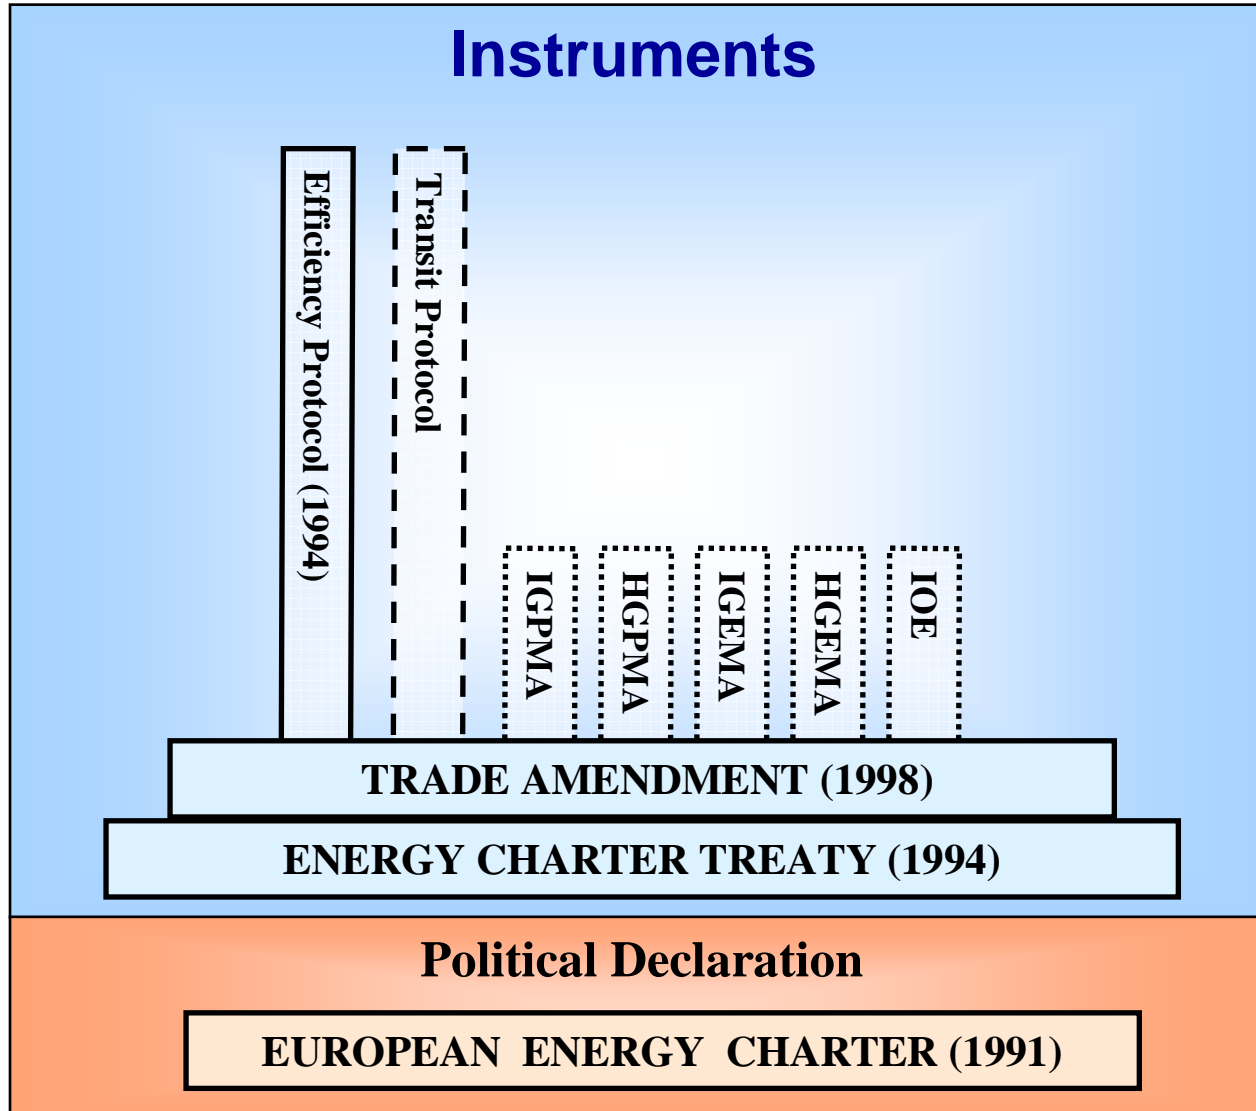 Instruments
Efficiency Protocol (1994)
Transit Protocol
IGPMA
HGPMA
IGEMA
HGEMA
IOE
TRADE AMENDMENT (1998)
ENERGY CHARTER TREATY (1994)
Political Declaration
EUROPEAN ENERGY CHARTER (1991)